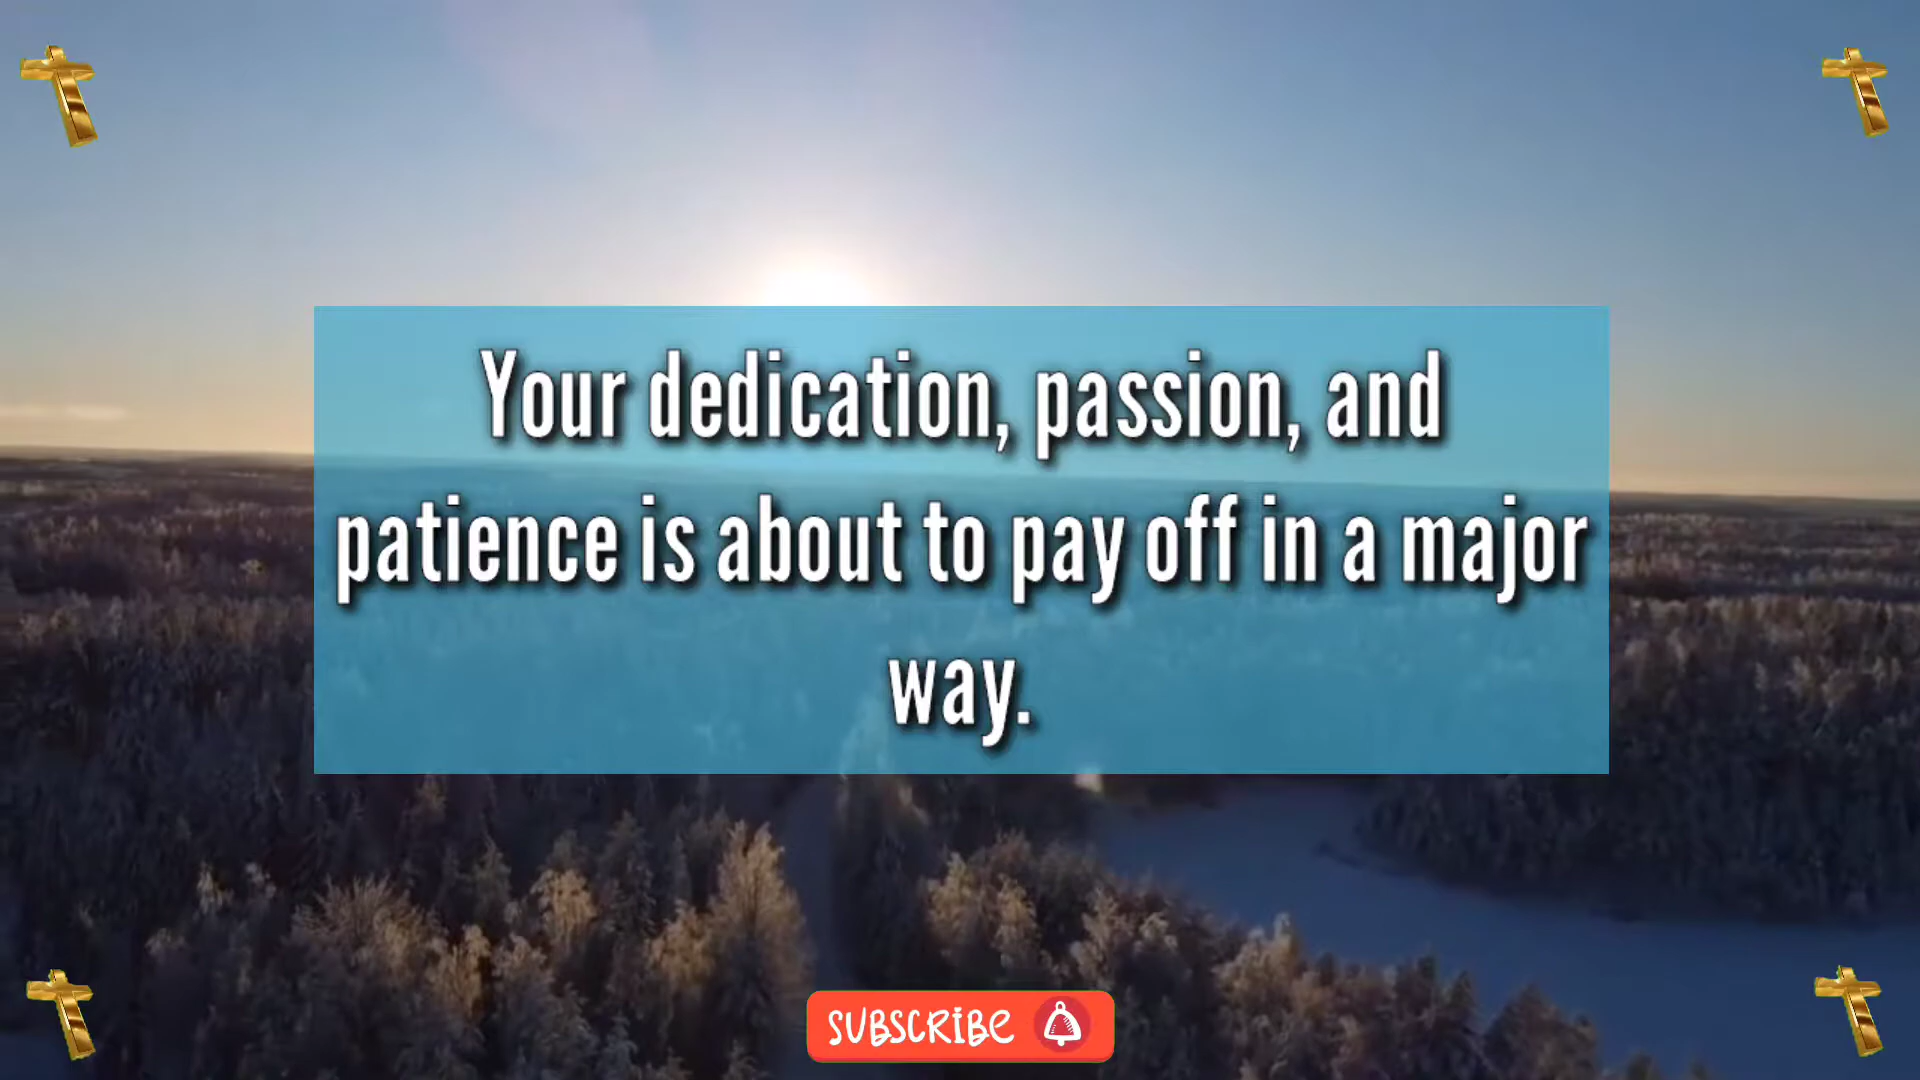 Your dedication, passion, and
patience is about to pay off in a major
way.
SUBSCRIBE